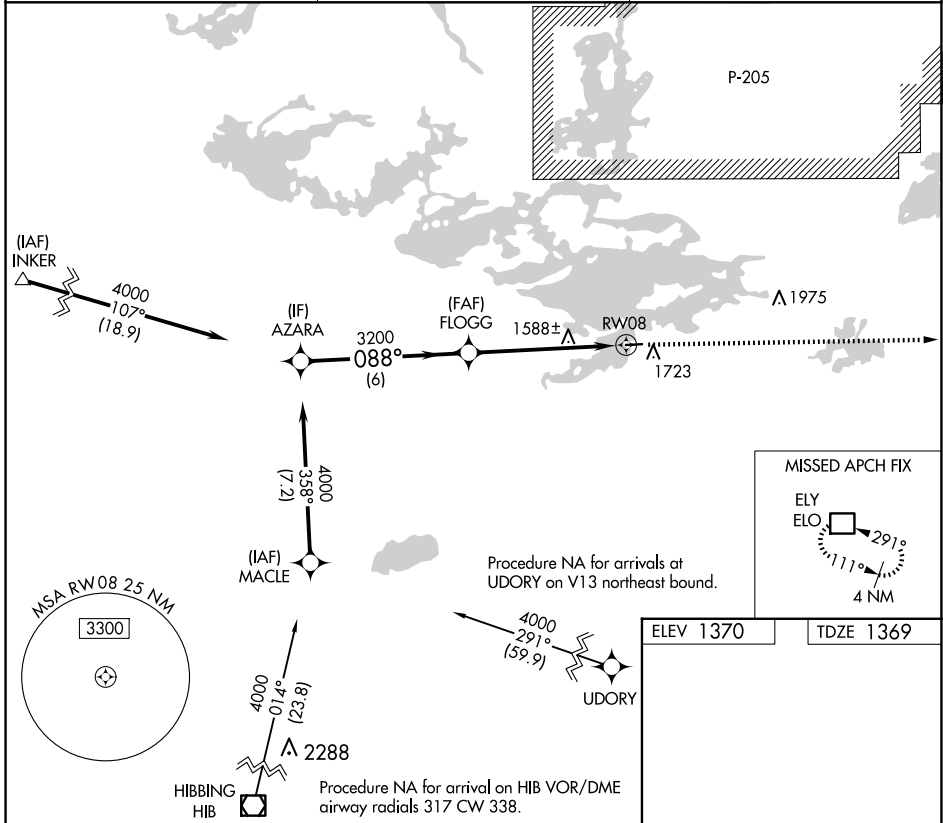 P-205
(IAF)
INKER
4000
107°
(18.9)
(IF)
AZARA
3200
088°
(6)
(FAF)
FLOGG
1588±
RW08
1975
1723
4000
358°
(7.2)
(IAF)
MACLE
MISSED APCH FIX
ELY
ELO
291°
111°
4 NM
Procedure NA for arrivals at
UDORY on V13 northeast bound.
4000
291°
(59.9)
UDORY
MSA RW08 25 NM
3300
4000
014°
(23.8)
2288
HIBBING
HIB
Procedure NA for arrival on HIB VOR/DME
airway radials 317 CW 338.
ELEV 1370
TDZE 1369